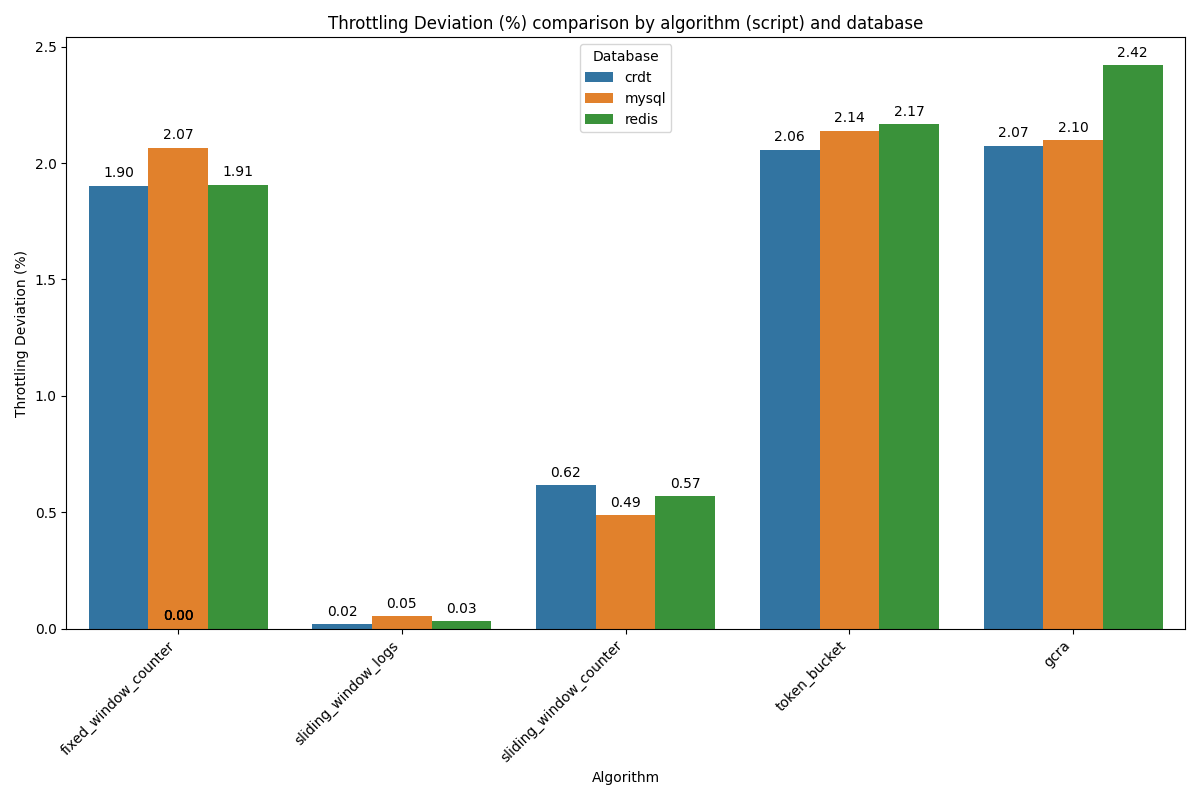 Throttling Deviation (%) comparison by algorithm (script) and database
Throttling Deviation (%)
2.5
2.0
1.5
1.0
0.5
0.0
Database
crdt
mysql
redis
1.90
2.07
1.91
0.00
0.02
0.05
0.03
0.62
0.49
0.57
2.06
2.14
2.17
2.07
2.10
2.42
fixed_window_counter
sliding_window_logs
sliding_window_counter
token_bucket
gcra
Algorithm